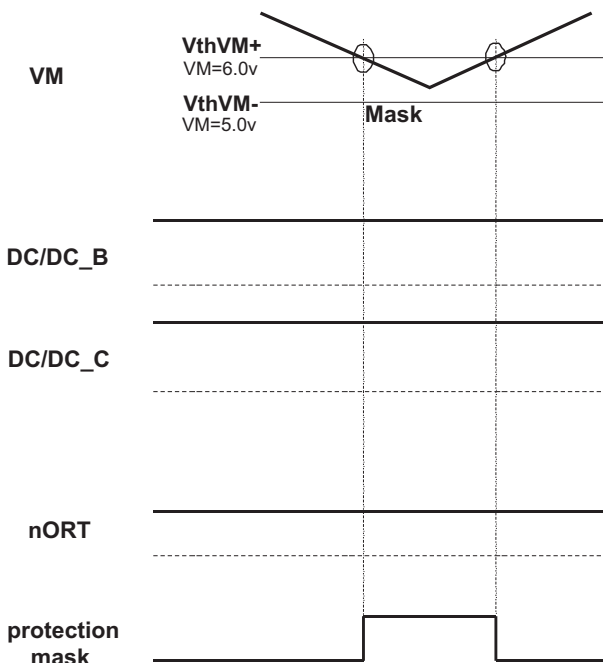 VthVM+
VM=6.0v
VM
VthVM-
VM=5.0v
Mask
DC/DC_B
DC/DC_C
nORT
protection
mask